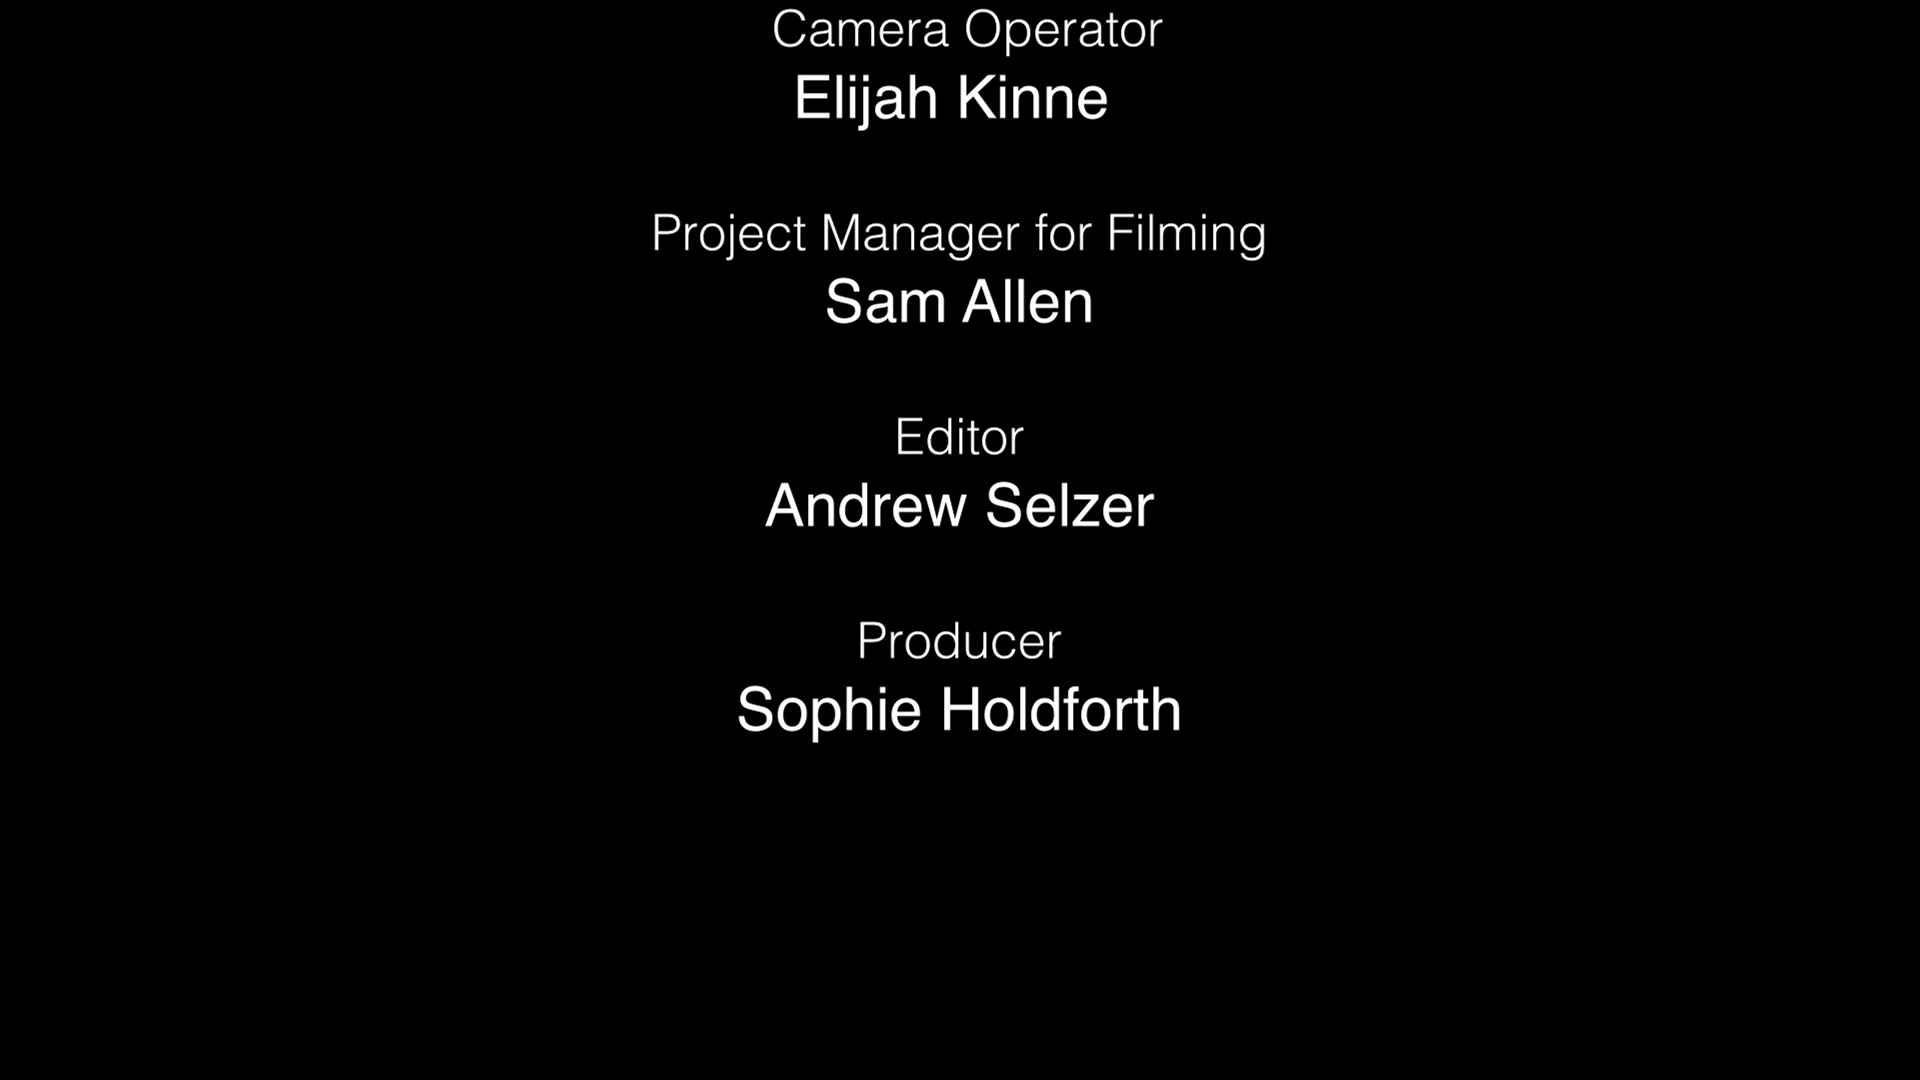 Camera Operator
Elijah Kinne
Project Manager for Filming
Sam Allen
Editor
Andrew Selzer
Producer
Sophie Holdforth